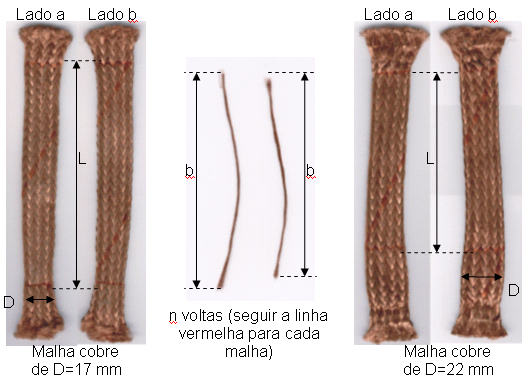 Lado a Lado b
L
D
Malha cobre
de D=17 mm
b
b
n voltas (seguir a linha
vermelha para cada
malha)
Lado a Lado b
L
D
Malha cobre
de D=22 mm